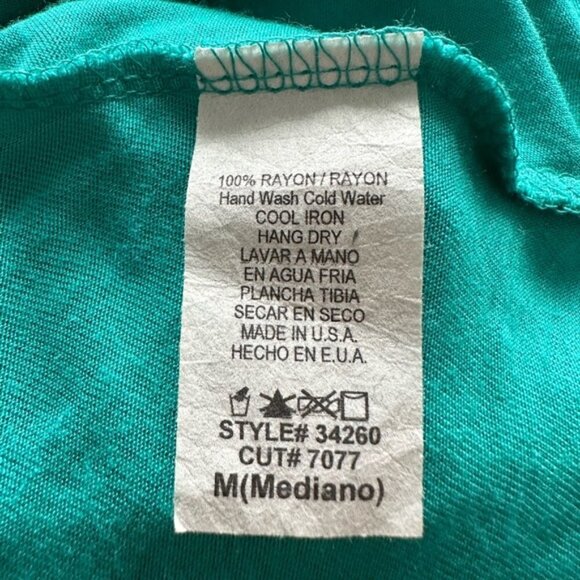 100% RAYON / RAYON
Hand Wash Cold Water
COOL IRON
HANG DRY
LAVAR A MANO
EN AGUA FRIA
PLANCHA TIBIA
SECAR EN SECO
MADE IN U.S.A.
HECHO EN E.U.A.
STYLE# 34260
CUT# 7077
M(Mediano)